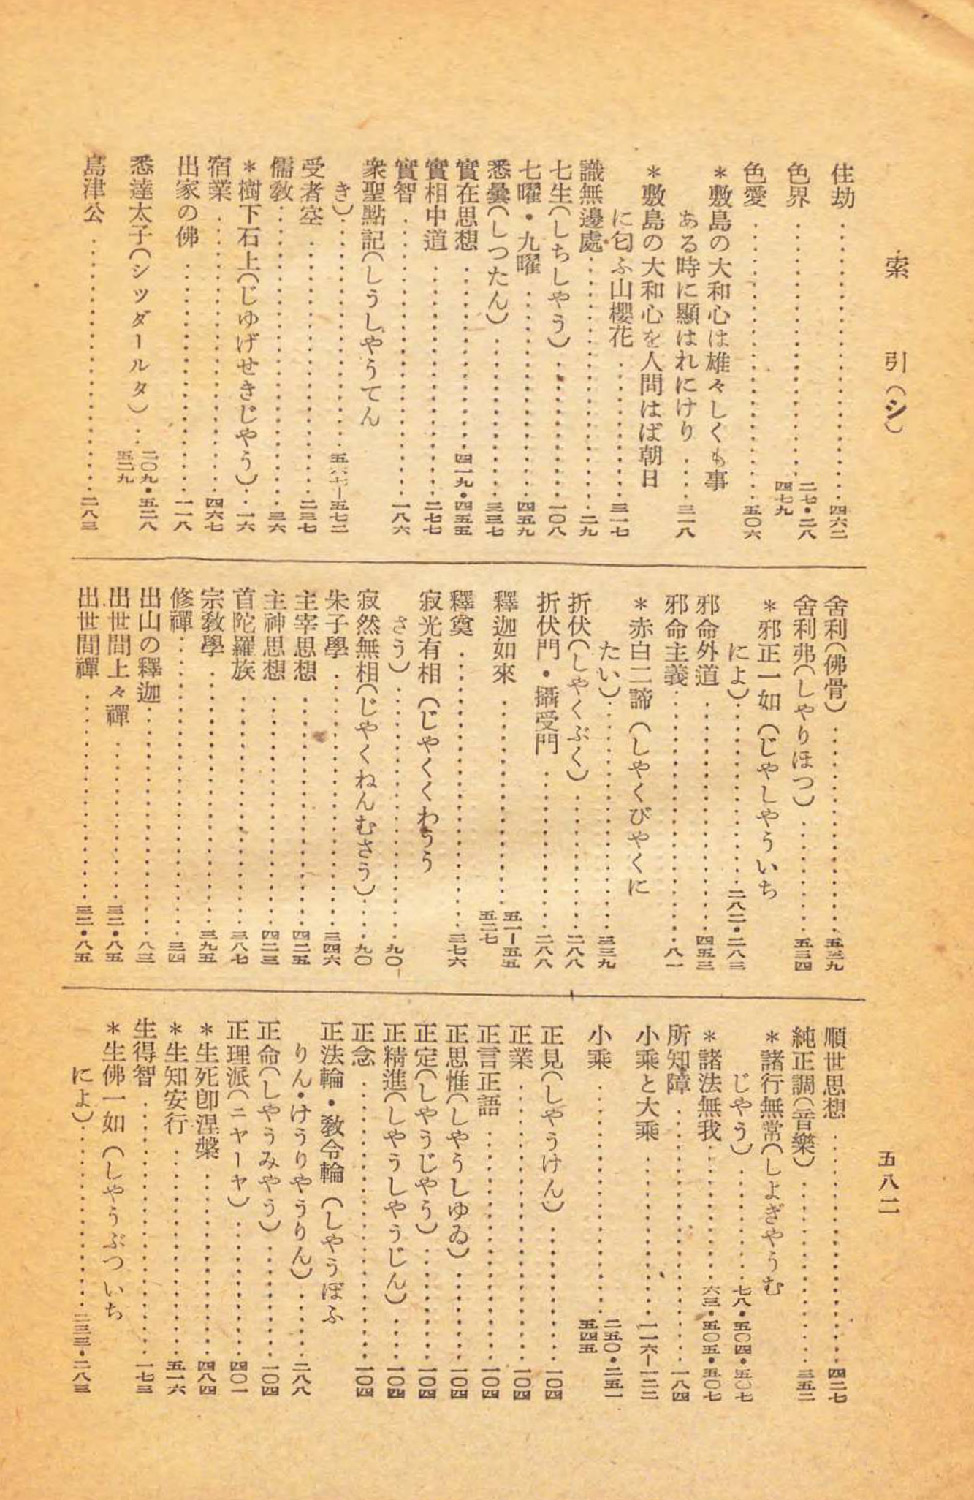 索引(シ)
五八二
住劫……四六二
色界……二七・二八
四七九
色愛……五〇六
*敷島の大和心は雄々しくも事
ある時に顯はれにけり……三一八
*敷島の大和心を人問はば朝日
に匂ふ山櫻花……三一七
識無邊處……二九
七生(しちしやう)……一〇八
七曜・九曜……四五九
悉曇(しつたん)……三三七
實在思想……四一九・四五五
實相中道……二七七
實智……一八六
衆聖點記(しうしやうてん
き)……五六七—五七二
受者空……二三七
儒敎……三六
*樹下石上(じゆげせきじやう)……一六
宿業……四六七
出家の佛……一一八
悉達太子(シッダールタ)……二〇九・五二八
五二九
島津公……二八三
舍利(佛骨)……五三九
舍利弗(しやりほつ)……五三四
*邪正一如(じやしやういち
によ)……二八二・二八三
邪命外道……四五三
邪命主義……八一
*赤白二諦(しやくびやくに
たい)……三三九
折伏(しやくぶく)……二八八
折伏門・攝受門……二八八
釋迦如來……五一—五五
五二七
釋奠……三七六
寂光有相(じやくくわうう
さう)……九〇—
寂然無相(じやくねんむさう)……九〇
朱子學……三四六
主宰思想……四二五
主神思想……四二三
首陀羅族……三八七
宗敎學……三九五
修禪……三四
出山の釋迦……八三
出世間上々禪……三二・八五
出世間禪……三二・八五
順世思想……四二七
純正調(音樂)……三五二
*諸行無常(しよぎやうむ
じやう)……七八・五〇四・五〇七
*諸法無我……六三・五〇五・五〇七
所知障……一八四
小乘と大乘……一一六—一二二
小乘……二五〇・二五一
五四五
正見(しやうけん)……一〇四
正業……一〇四
正言正語……一〇四
正思惟(しやうしゆゐ)……一〇四
正定(しやうじやう)……一〇四
正精進(しやうしやうじん)……一〇四
正念……一〇四
正法輪・敎令輪(しやうぼふ
りん・けうりやうりん)……二八八
正命(しやうみやう)……一〇四
正理派(ニヤーヤ)……四〇一
*生死卽涅槃……四八四
*生知安行……五一六
生得智……一七三
*生佛一如(しやうぶついち
によ)……二三三・二八三